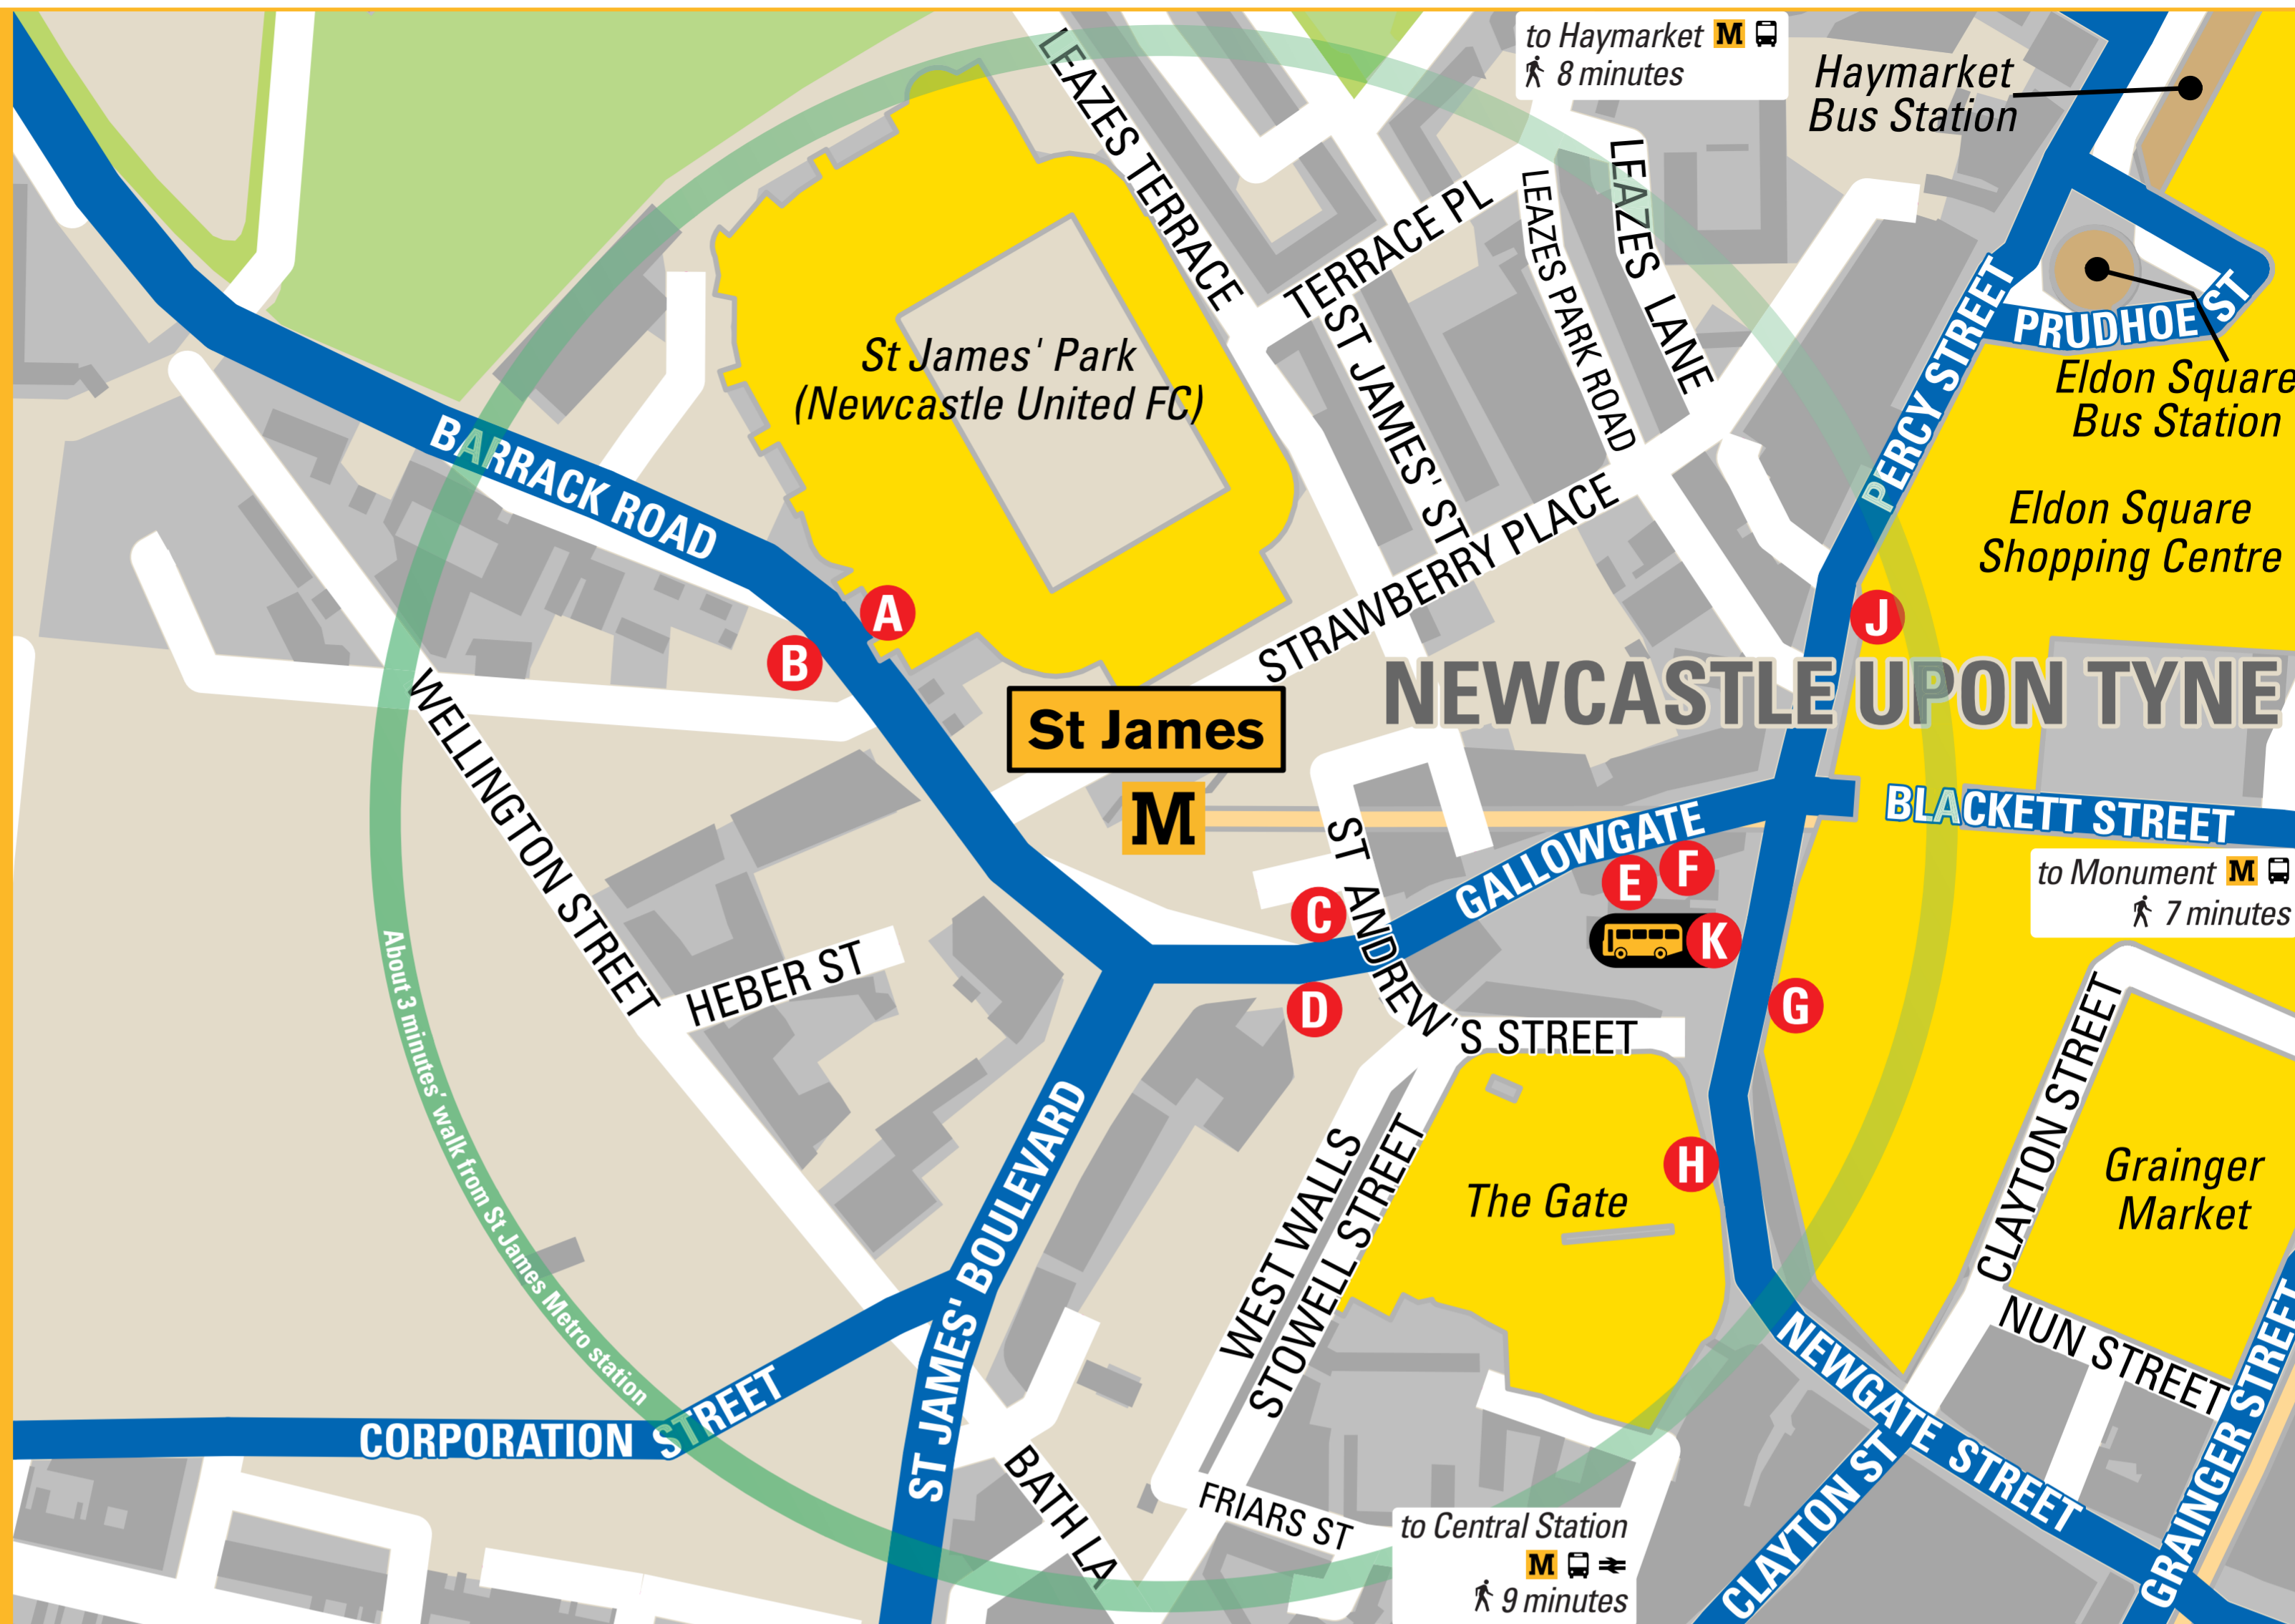 to Haymarket M
8 minutes
Haymarket
Bus Station
LEAZES TERRACE
TERRACE PL
LEAZES PARK ROAD
LEAZES LANE
ST JAMES' ST
PERCY STREET
PRUDHOE ST
Eldon Square
Bus Station
St James' Park
(Newcastle United FC)
BARRACK ROAD
Eldon Square
Shopping Centre
STRAWBERRY PLACE
A
B
J
NEWCASTLE UPON TYNE
St James
M
WELLINGTON STREET
ST ANDREW'S STREET
GALLOWGATE
BLACKETT STREET
to Monument M
7 minutes
C
E
F
K
D
G
HEBER ST
About 3 minutes' walk from St James Metro station
ST JAMES' BOULEVARD
WEST WALLS
STOWELL STREET
The Gate
H
CLAYTON STREET
Grainger
Market
NUN STREET
NEWGATE STREET
GRAINGER STREET
CORPORATION STREET
BATH LA
FRIARS ST
to Central Station
M
9 minutes
CLAYTON ST